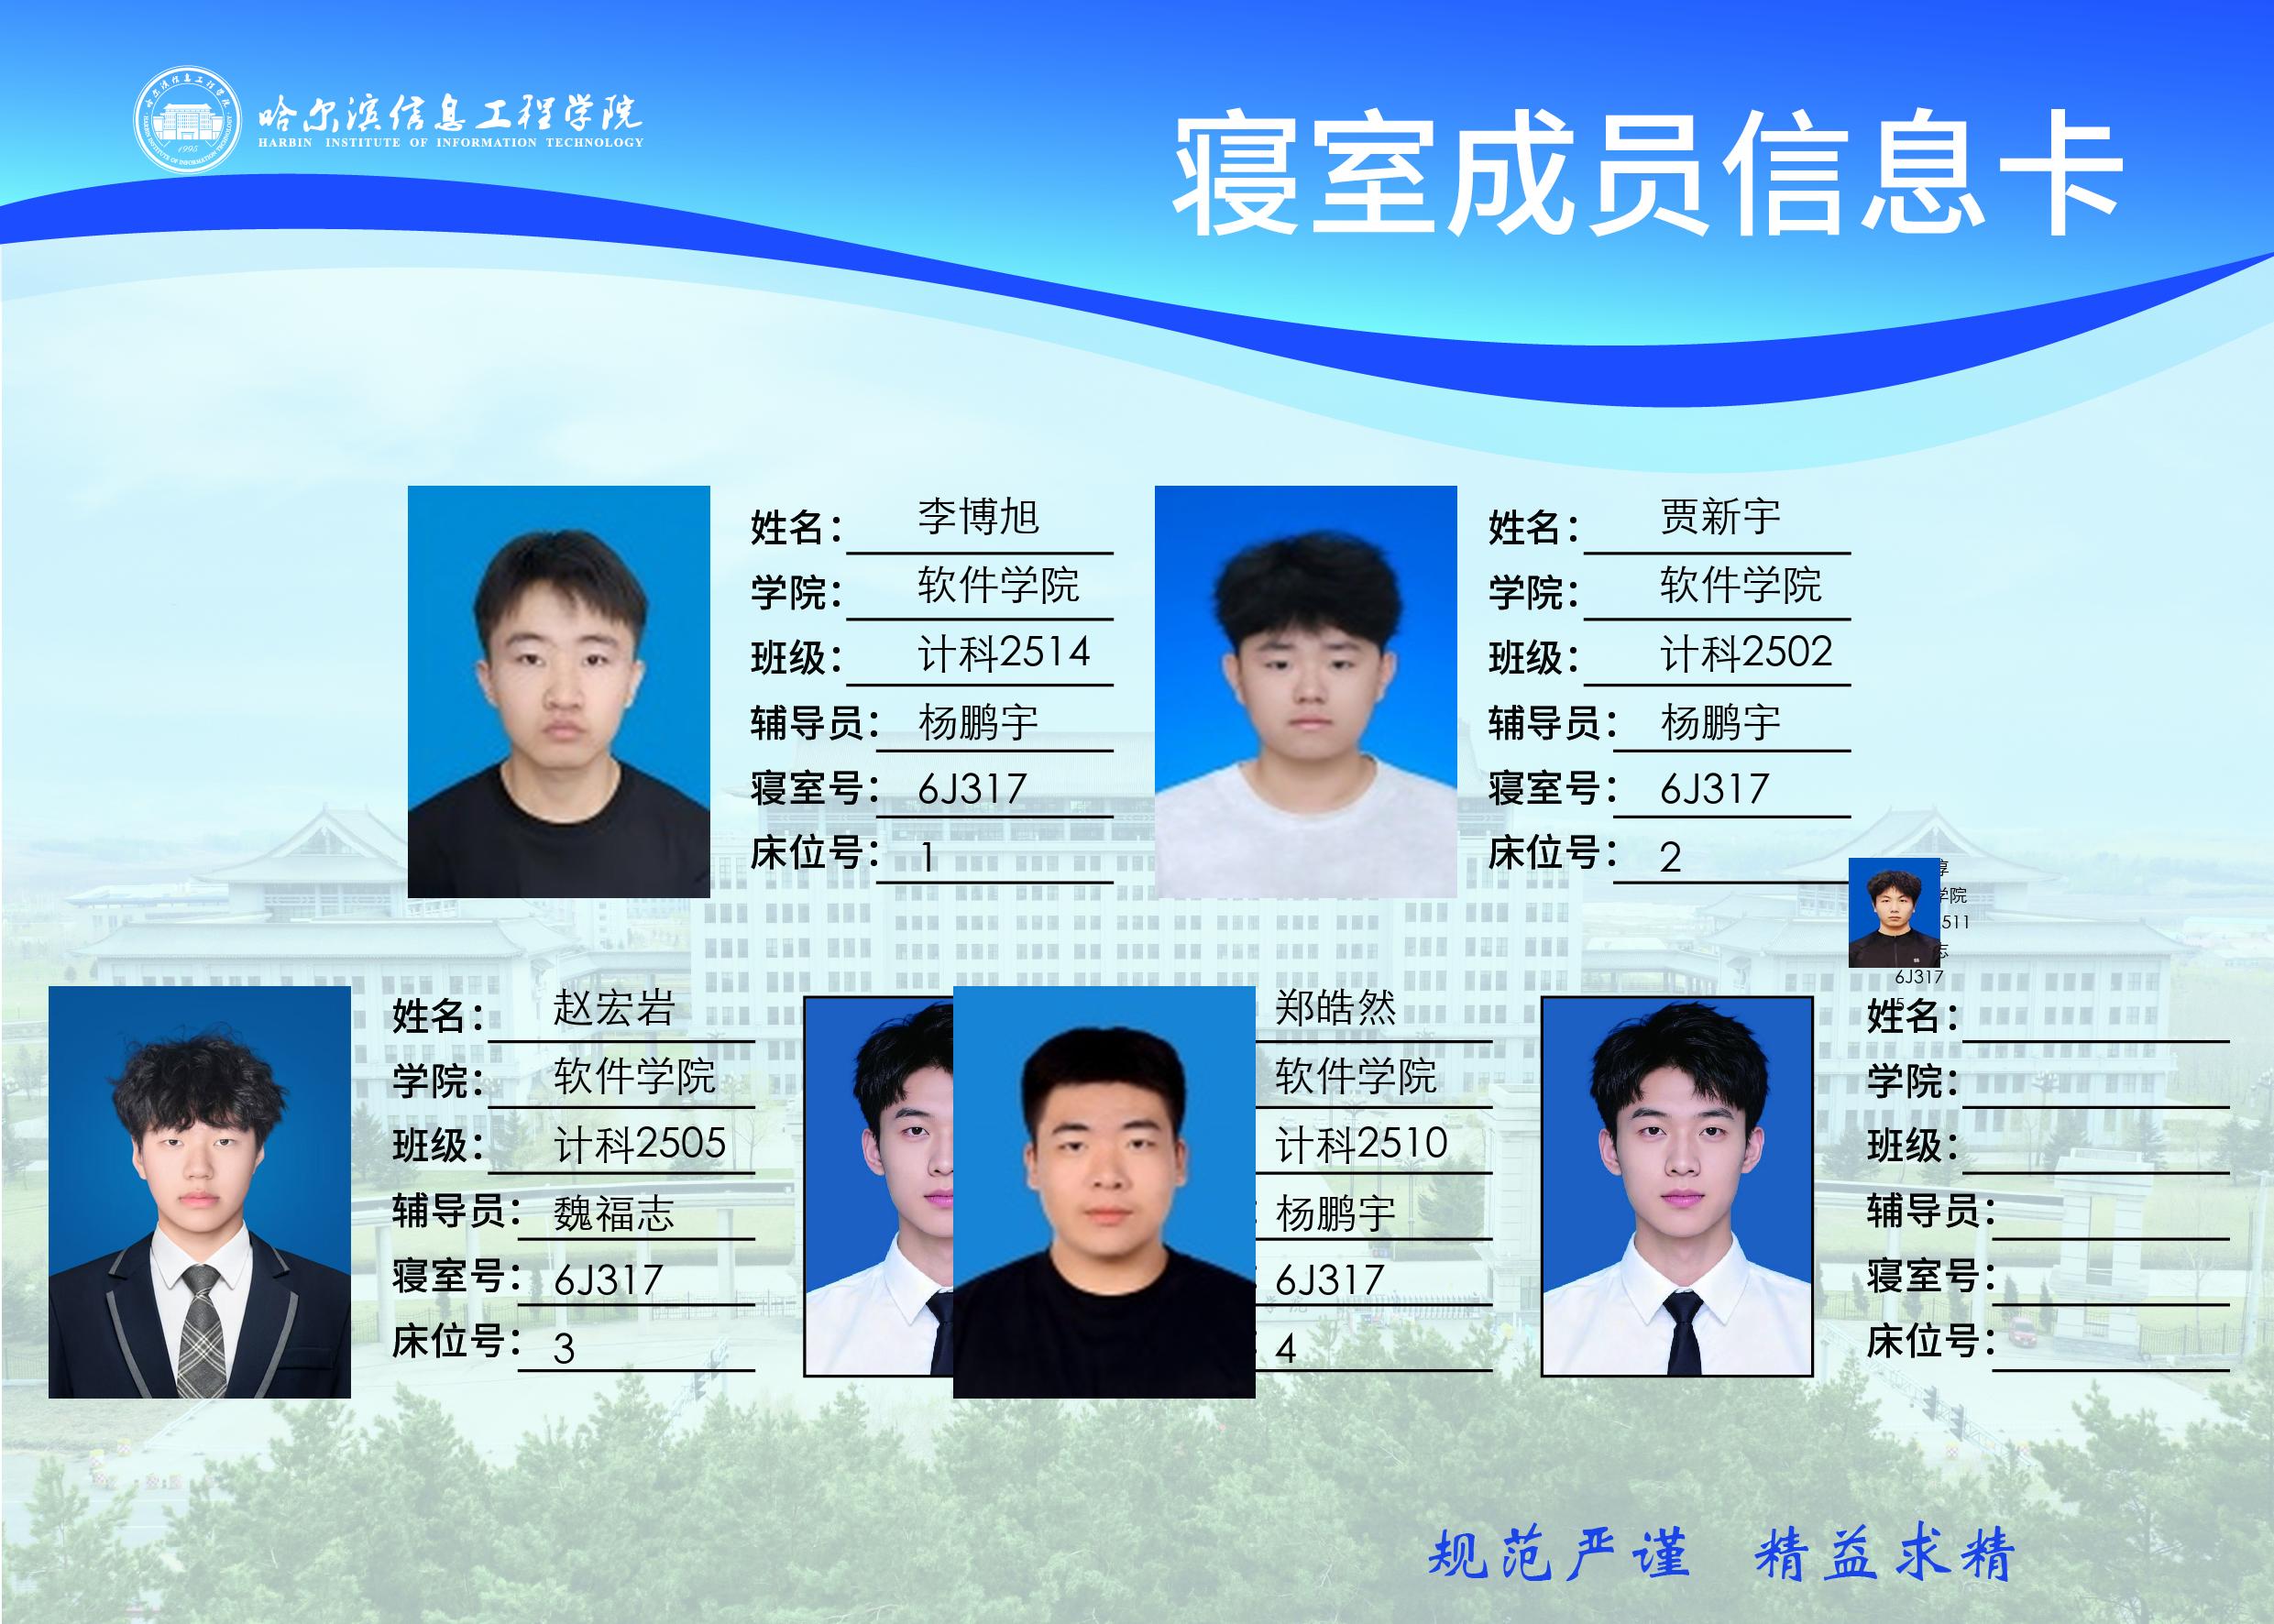 哈尔滨信息工程学院
HARBIN INSTITUTE OF INFORMATION TECHNOLOGY
1995
寝室成员信息卡
姓名： 李博旭
学院： 软件学院
班级： 计科2514
辅导员： 杨鹏宇
寝室号： 6J317
床位号： 1
姓名： 贾新宇
学院： 软件学院
班级： 计科2502
辅导员： 杨鹏宇
寝室号： 6J317
床位号： 2
学院
511
志
6J317
5
姓名： 赵宏岩
学院： 软件学院
班级： 计科2505
辅导员： 魏福志
寝室号： 6J317
床位号： 3
郑皓然
软件学院
计科2510
杨鹏宇
6J317
4
姓名：
学院：
班级：
辅导员：
寝室号：
床位号：
规范严谨 精益求精